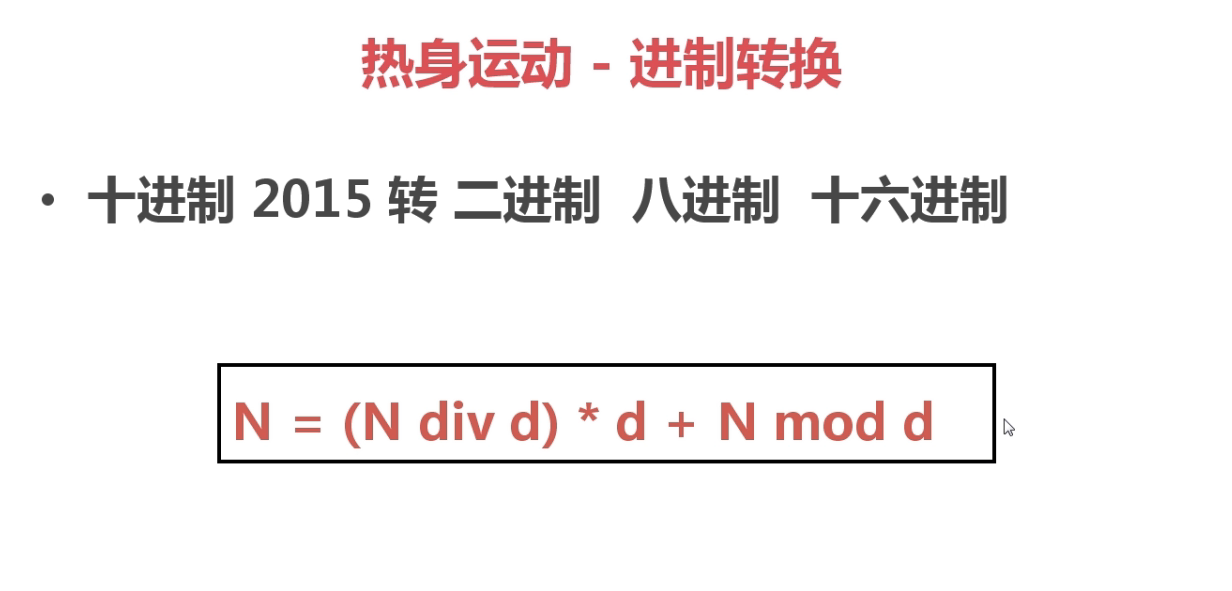 热身运动 - 进制转换
• 十进制 2015 转 二进制 八进制 十六进制
N = (N div d) * d + N mod d